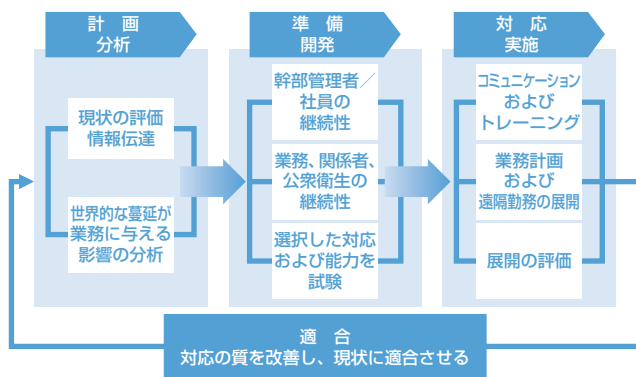 計 画
分析
現状の評価
情報伝達
世界的な蔓延が
業務に与える
影響の分析
準 備
開発
幹部管理者／
社員の
継続性
業務、関係者、
公衆衛生の
継続性
選択した対応
および能力を
試験
対 応
実施
コミュニケーション
および
トレーニング
業務計画
および
遠隔勤務の展開
展開の評価
適 合
対応の質を改善し、現状に適合させる